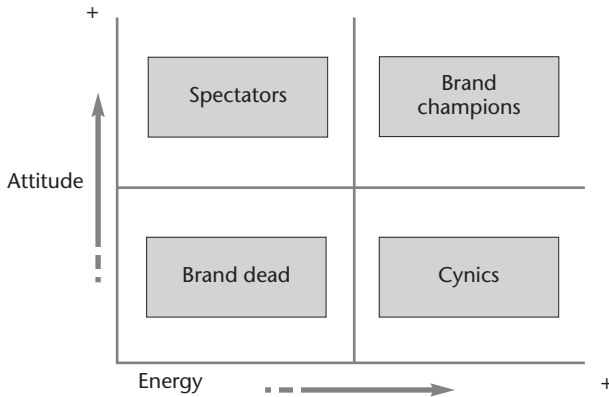 +
Spectators
Brand
champions
Attitude
Brand dead
Cynics
Energy
+